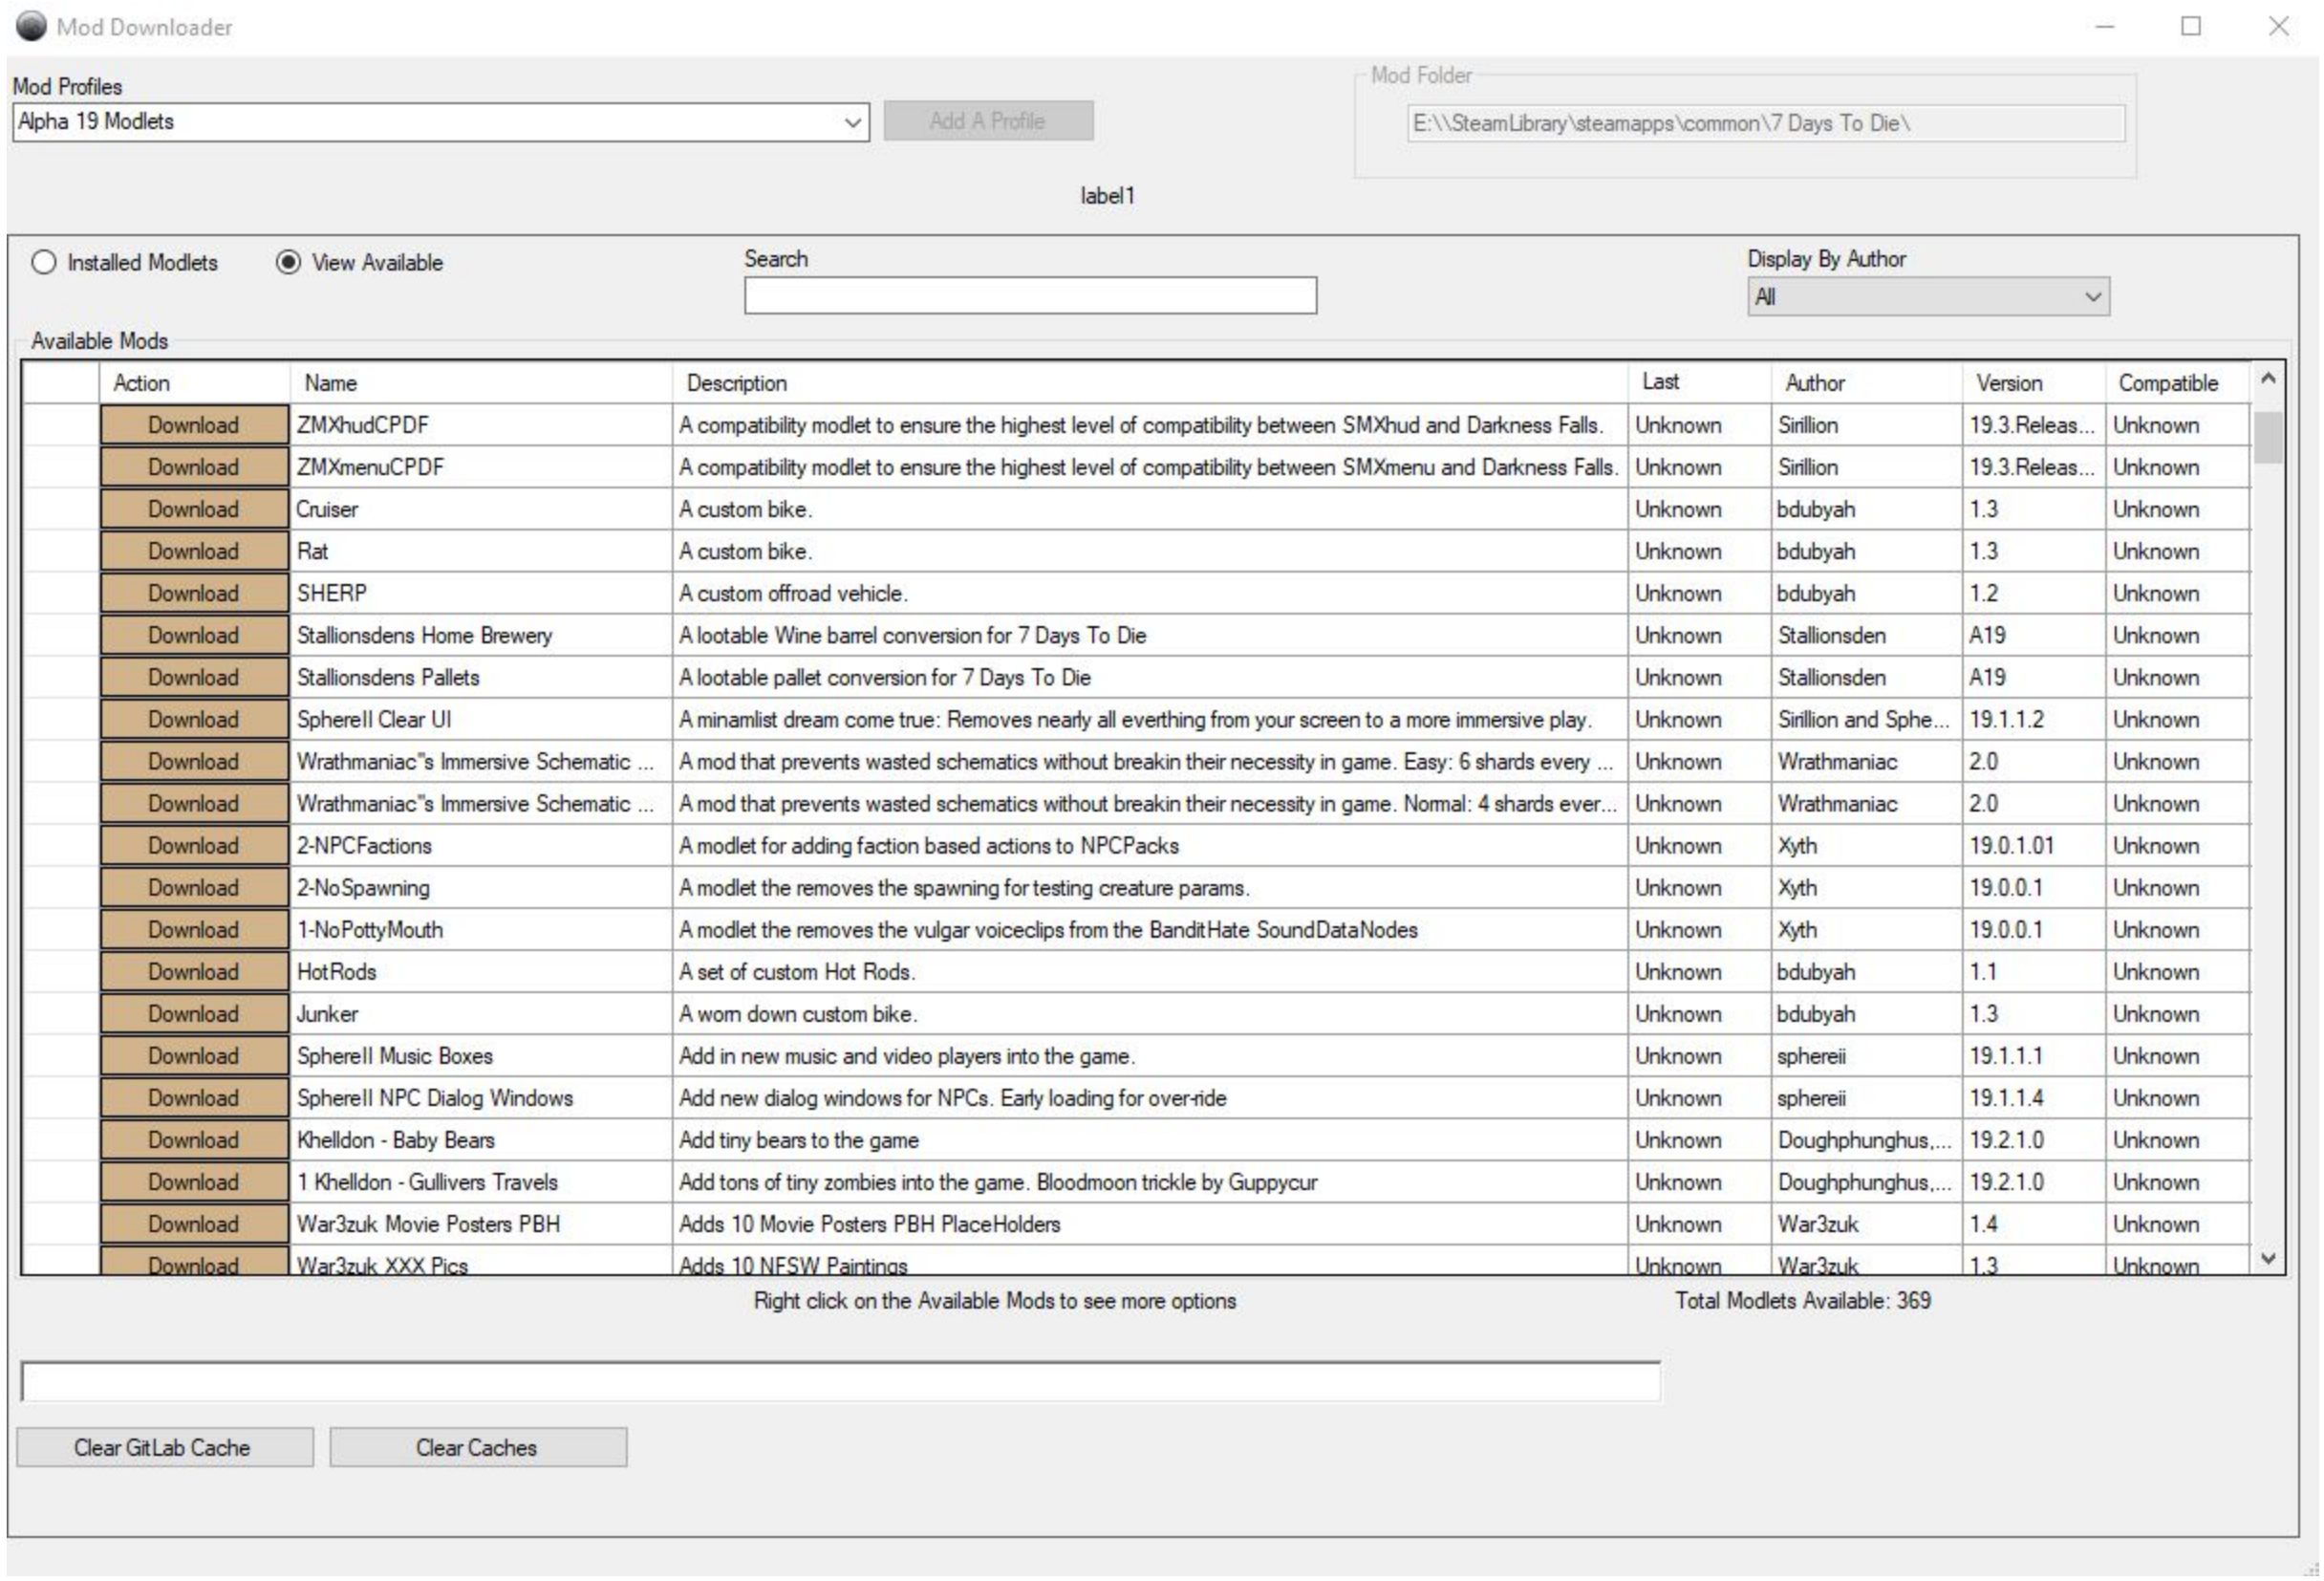 Mod Downloader
Mod Profiles
Alpha 19 Modlets
Add A Profile
Mod Folder
E:\\SteamLibrary\steamapps\common\7 Days To Die\
label1
Installed Modlets View Available
Search
Display By Author
All
Available Mods
Action Name Description Last Author Version Compatible
Download ZMXhudCPDF A compatibility modlet to ensure the highest level of compatibility between SMXhud and Darkness Falls. Unknown Sirillion 19.3.Releas... Unknown
Download ZMXmenuCPDF A compatibility modlet to ensure the highest level of compatibility between SMXmenu and Darkness Falls. Unknown Sirillion 19.3.Releas... Unknown
Download Cruiser A custom bike. Unknown bdubyah 1.3 Unknown
Download Rat A custom bike. Unknown bdubyah 1.3 Unknown
Download SHERP A custom offroad vehicle. Unknown bdubyah 1.2 Unknown
Download Stallionsdens Home Brewery A lootable Wine barrel conversion for 7 Days To Die Unknown Stallionsden A19 Unknown
Download Stallionsdens Pallets A lootable pallet conversion for 7 Days To Die Unknown Stallionsden A19 Unknown
Download SphereII Clear UI A minamlist dream come true: Removes nearly all everthing from your screen to a more immersive play. Unknown Sirillion and Sphe... 19.1.1.2 Unknown
Download Wrathmaniac"s Immersive Schematic ... A mod that prevents wasted schematics without breakin their necessity in game. Easy: 6 shards every ... Unknown Wrathmaniac 2.0 Unknown
Download Wrathmaniac"s Immersive Schematic ... A mod that prevents wasted schematics without breakin their necessity in game. Normal: 4 shards ever... Unknown Wrathmaniac 2.0 Unknown
Download 2-NPCFactions A modlet for adding faction based actions to NPCPacks Unknown Xyth 19.0.1.01 Unknown
Download 2-NoSpawning A modlet the removes the spawning for testing creature params. Unknown Xyth 19.0.0.1 Unknown
Download 1-NoPottyMouth A modlet the removes the vulgar voiceclips from the BanditHate SoundDataNodes Unknown Xyth 19.0.0.1 Unknown
Download HotRods A set of custom Hot Rods. Unknown bdubyah 1.1 Unknown
Download Junker A worn down custom bike. Unknown bdubyah 1.3 Unknown
Download SphereII Music Boxes Add in new music and video players into the game. Unknown sphereii 19.1.1.1 Unknown
Download SphereII NPC Dialog Windows Add new dialog windows for NPCs. Early loading for over-ride Unknown sphereii 19.1.1.4 Unknown
Download Khelldon - Baby Bears Add tiny bears to the game Unknown Doughphunghus,... 19.2.1.0 Unknown
Download 1 Khelldon - Gullivers Travels Add tons of tiny zombies into the game. Bloodmoon trickle by Guppycur Unknown Doughphunghus,... 19.2.1.0 Unknown
Download War3zuk Movie Posters PBH Adds 10 Movie Posters PBH PlaceHolders Unknown War3zuk 1.4 Unknown
Download War3zuk XXX Pics Adds 10 NFSW Paintings Unknown War3zuk 1.3 Unknown
Right click on the Available Mods to see more options
Total Modlets Available: 369
Clear GitLab Cache Clear Caches